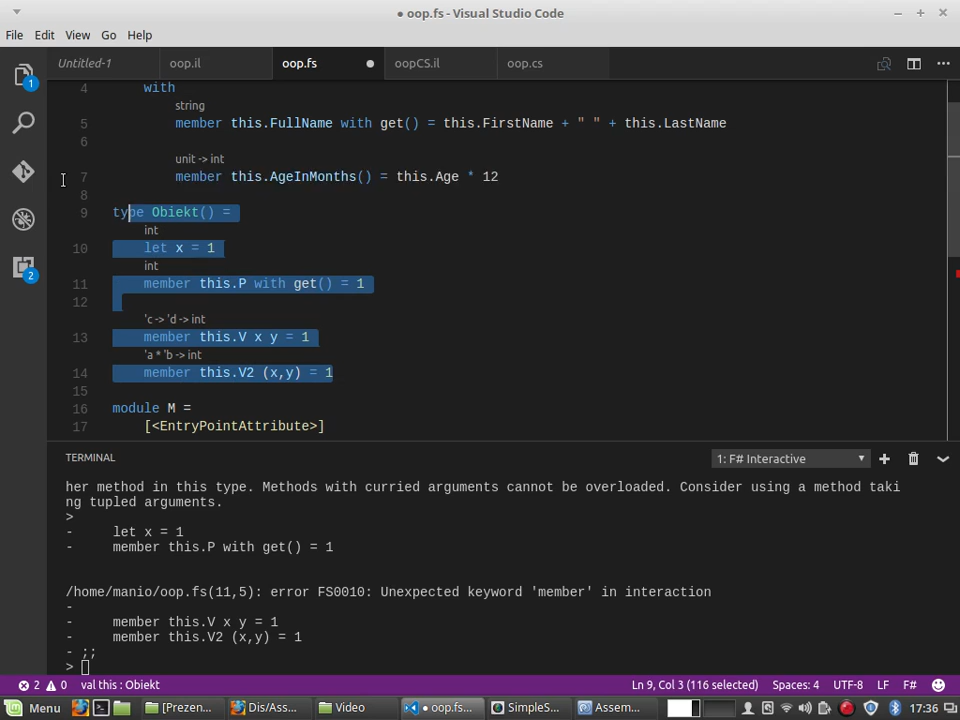 ● oop.fs - Visual Studio Code
File Edit View Go Help
Untitled-1 oop.il oop.fs oopCS.il oop.cs
1
4 with
string
5 member this.FullName with get() = this.FirstName + " " + this.LastName
6
unit -> int
7 member this.AgeInMonths() = this.Age * 12
8
9 type Obiekt() =
int
10 let x = 1
int
11 member this.P with get() = 1
2
12
'c -> 'd -> int
13 member this.V x y = 1
'a * 'b -> int
14 member this.V2 (x,y) = 1
15
16 module M =
17 [<EntryPointAttribute>]
TERMINAL 1: F# Interactive
her method in this type. Methods with curried arguments cannot be overloaded. Consider using a method taki
ng tupled arguments.
>
- let x = 1
- member this.P with get() = 1
/home/manio/oop.fs(11,5): error FS0010: Unexpected keyword 'member' in interaction
-
- member this.V x y = 1
- member this.V2 (x,y) = 1
- ;;
>
2 0 val this : Obiekt Ln 9, Col 3 (116 selected) Spaces: 4 UTF-8 LF F#
Menu [Prezen... Dis/Ass... Video ● oop.fs... SimpleS... Assem... 17:36